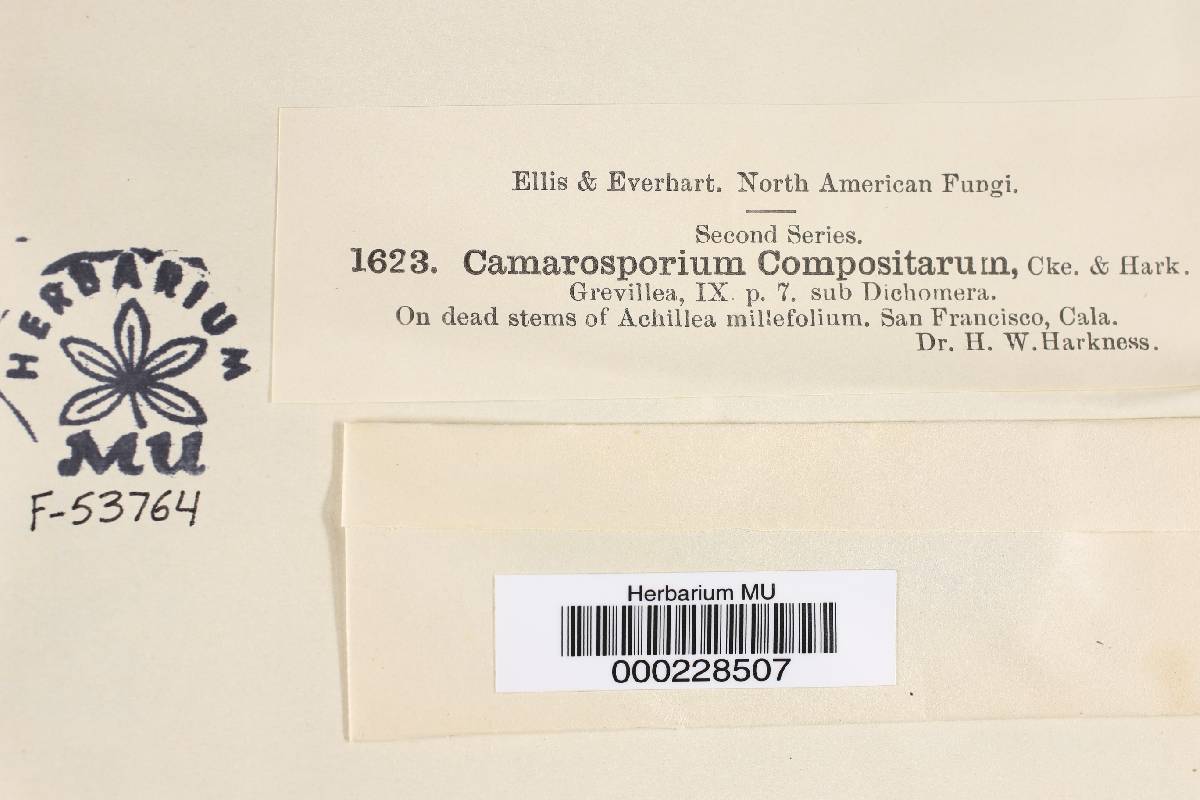 Ellis & Everhart. North American Fungi.
Second Series.
1623. Camarosporium Compositarum, Cke. & Hark.
Grevillea, IX. p. 7. sub Dichomera.
On dead stems of Achillea millefolium. San Francisco, Cala.
Dr. H. W. Harkness.
HERBARIUM
MU
F-53764
Herbarium MU
000228507